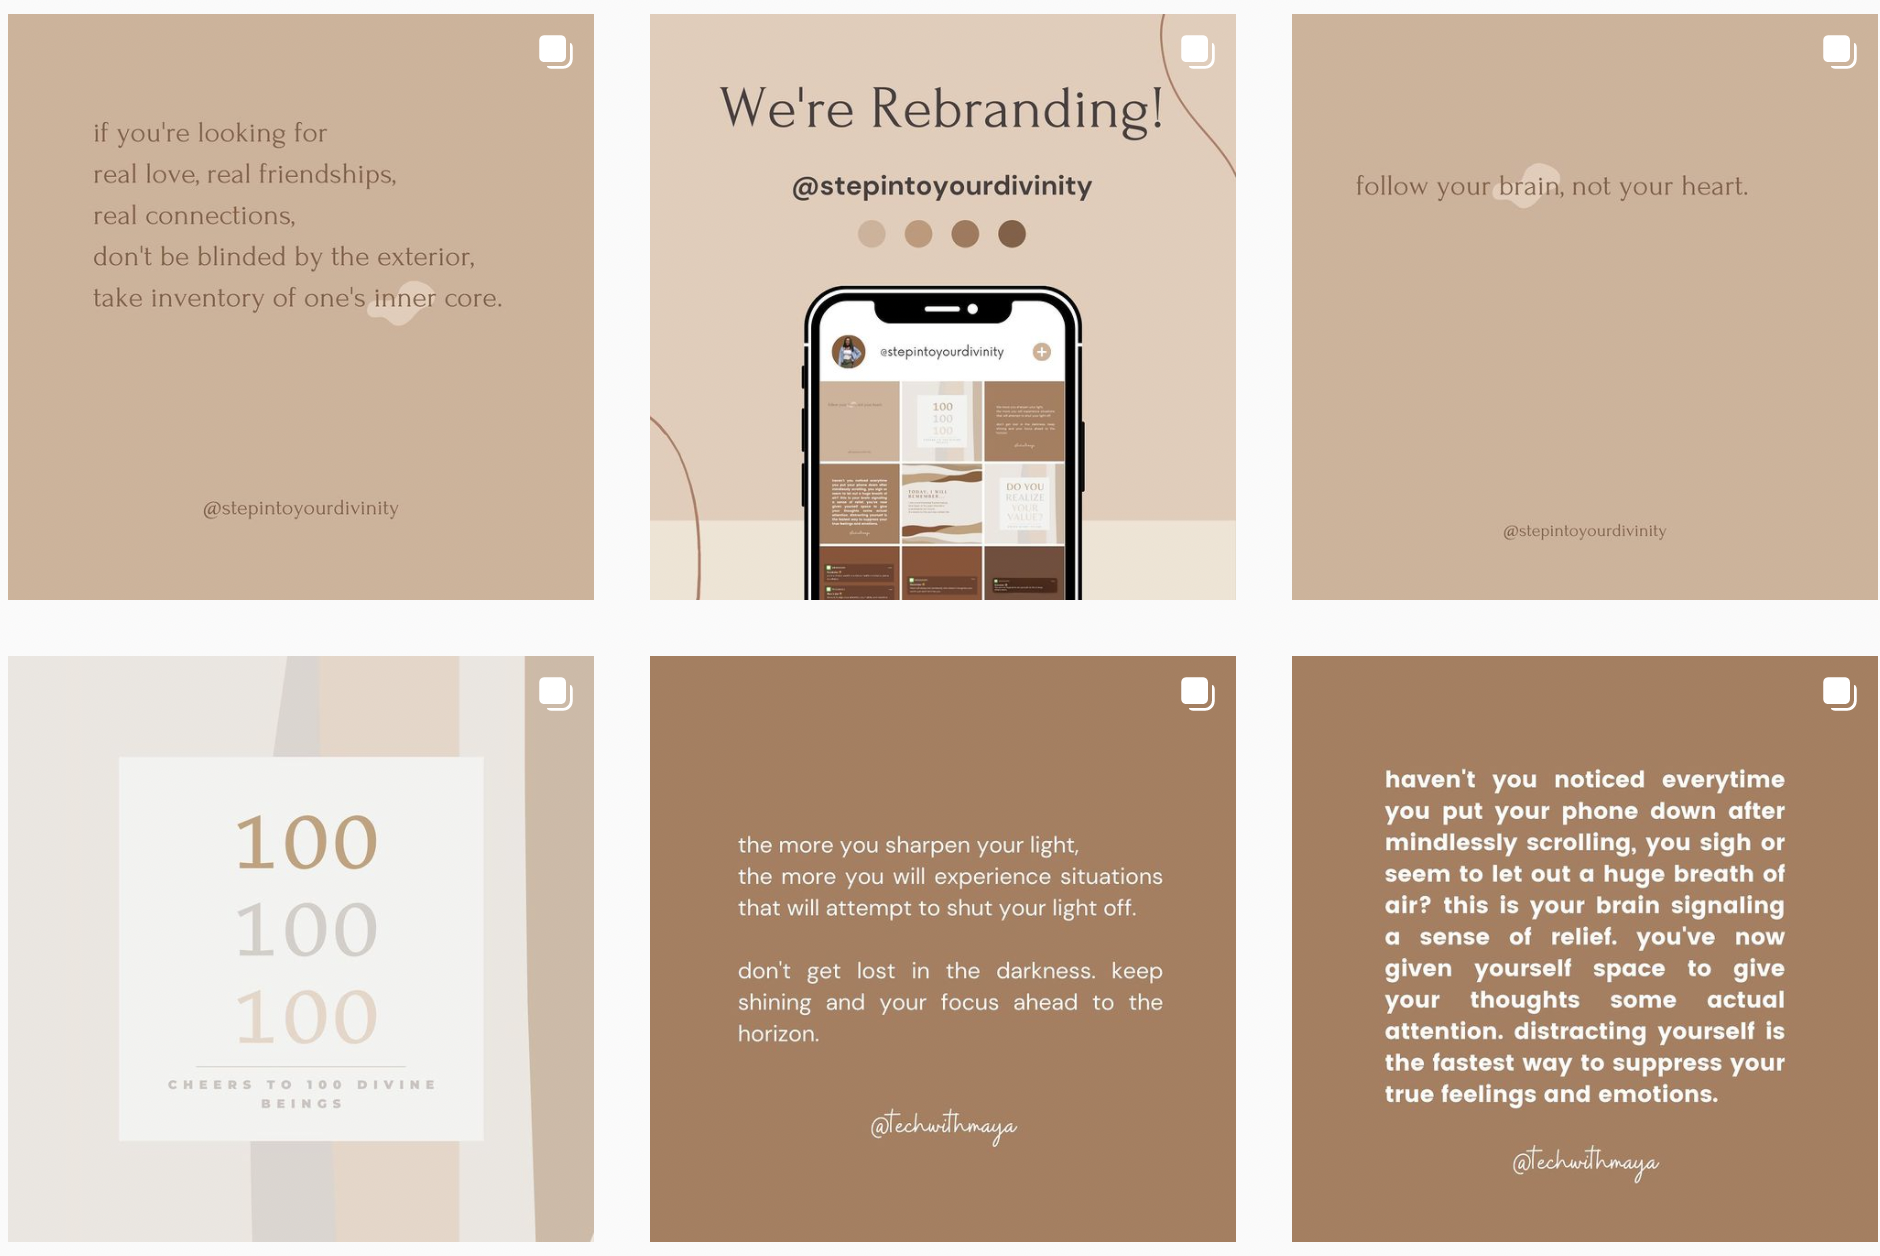 if you're looking for
real love, real friendships,
real connections,
don't be blinded by the exterior,
take inventory of one's inner core.
@stepintoyourdivinity
We're Rebranding!
@stepintoyourdivinity
@stepintoyourdivinity
100
100
100
DO YOU
REALIZE
YOUR
VALUE?
TODAY, I WILL
REMEMBER...
follow your brain, not your heart.
@stepintoyourdivinity
100
100
100
CHEERS TO 100 DIVINE
BEINGS
the more you sharpen your light,
the more you will experience situations
that will attempt to shut your light off.
don't get lost in the darkness. keep
shining and your focus ahead to the
horizon.
@techwithmaya
haven't you noticed everytime
you put your phone down after
mindlessly scrolling, you sigh or
seem to let out a huge breath of
air? this is your brain signaling
a sense of relief. you've now
given yourself space to give
your thoughts some actual
attention. distracting yourself is
the fastest way to suppress your
true feelings and emotions.
@techwithmaya